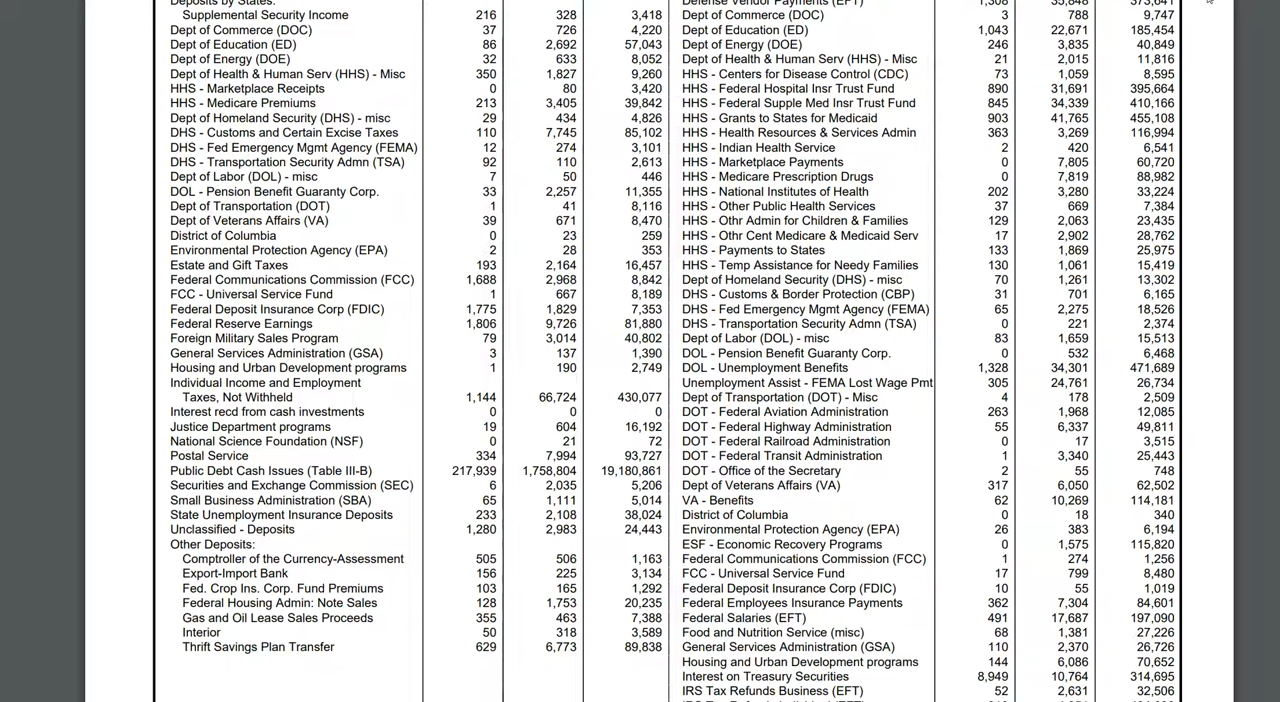 Deposits by States:
Supplemental Security Income 216 328 3,418
Dept of Commerce (DOC) 37 726 4,220
Dept of Education (ED) 86 2,692 57,043
Dept of Energy (DOE) 32 633 8,052
Dept of Health & Human Serv (HHS) - Misc 350 1,827 9,260
HHS - Marketplace Receipts 0 80 3,420
HHS - Medicare Premiums 213 3,405 39,842
Dept of Homeland Security (DHS) - misc 29 434 4,826
DHS - Customs and Certain Excise Taxes 110 7,745 85,102
DHS - Fed Emergency Mgmt Agency (FEMA) 12 274 3,101
DHS - Transportation Security Admn (TSA) 92 110 2,613
Dept of Labor (DOL) - misc 7 50 446
DOL - Pension Benefit Guaranty Corp. 33 2,257 11,355
Dept of Transportation (DOT) 1 41 8,116
Dept of Veterans Affairs (VA) 39 671 8,470
District of Columbia 0 23 259
Environmental Protection Agency (EPA) 2 28 353
Estate and Gift Taxes 193 2,164 16,457
Federal Communications Commission (FCC) 1,688 2,968 8,842
FCC - Universal Service Fund 1 667 8,189
Federal Deposit Insurance Corp (FDIC) 1,775 1,829 7,353
Federal Reserve Earnings 1,806 9,726 81,880
Foreign Military Sales Program 79 3,014 40,802
General Services Administration (GSA) 3 137 1,390
Housing and Urban Development programs 1 190 2,749
Individual Income and Employment
Taxes, Not Withheld 1,144 66,724 430,077
Interest recd from cash investments 0 0 0
Justice Department programs 19 604 16,192
National Science Foundation (NSF) 0 21 72
Postal Service 334 7,994 93,727
Public Debt Cash Issues (Table III-B) 217,939 1,758,804 19,180,861
Securities and Exchange Commission (SEC) 6 2,035 5,206
Small Business Administration (SBA) 65 1,111 5,014
State Unemployment Insurance Deposits 233 2,108 38,024
Unclassified - Deposits 1,280 2,983 24,443
Other Deposits:
Comptroller of the Currency-Assessment 505 506 1,163
Export-Import Bank 156 225 3,134
Fed. Crop Ins. Corp. Fund Premiums 103 165 1,292
Federal Housing Admin: Note Sales 128 1,753 20,235
Gas and Oil Lease Sales Proceeds 355 463 7,388
Interior 50 318 3,589
Thrift Savings Plan Transfer 629 6,773 89,838
Defense Vendor Payments (EFT) 1,308 35,848 373,641
Dept of Commerce (DOC) 3 788 9,747
Dept of Education (ED) 1,043 22,671 185,454
Dept of Energy (DOE) 246 3,835 40,849
Dept of Health & Human Serv (HHS) - Misc 21 2,015 11,816
HHS - Centers for Disease Control (CDC) 73 1,059 8,595
HHS - Federal Hospital Insr Trust Fund 890 31,691 395,664
HHS - Federal Supple Med Insr Trust Fund 845 34,339 410,166
HHS - Grants to States for Medicaid 903 41,765 455,108
HHS - Health Resources & Services Admin 363 3,269 116,994
HHS - Indian Health Service 2 420 6,541
HHS - Marketplace Payments 0 7,805 60,720
HHS - Medicare Prescription Drugs 0 7,819 88,982
HHS - National Institutes of Health 202 3,280 33,224
HHS - Other Public Health Services 37 669 7,384
HHS - Othr Admin for Children & Families 129 2,063 23,435
HHS - Othr Cent Medicare & Medicaid Serv 17 2,902 28,762
HHS - Payments to States 133 1,869 25,975
HHS - Temp Assistance for Needy Families 130 1,061 15,419
Dept of Homeland Security (DHS) - misc 70 1,261 13,302
DHS - Customs & Border Protection (CBP) 31 701 6,165
DHS - Fed Emergency Mgmt Agency (FEMA) 65 2,275 18,526
DHS - Transportation Security Admn (TSA) 0 221 2,374
Dept of Labor (DOL) - misc 83 1,659 15,513
DOL - Pension Benefit Guaranty Corp. 0 532 6,468
DOL - Unemployment Benefits 1,328 34,301 471,689
Unemployment Assist - FEMA Lost Wage Pmt 305 24,761 26,734
Dept of Transportation (DOT) - Misc 4 178 2,509
DOT - Federal Aviation Administration 263 1,968 12,085
DOT - Federal Highway Administration 55 6,337 49,811
DOT - Federal Railroad Administration 0 17 3,515
DOT - Federal Transit Administration 1 3,340 25,443
DOT - Office of the Secretary 2 55 748
Dept of Veterans Affairs (VA) 317 6,050 62,502
VA - Benefits 62 10,269 114,181
District of Columbia 0 18 340
Environmental Protection Agency (EPA) 26 383 6,194
ESF - Economic Recovery Programs 0 1,575 115,820
Federal Communications Commission (FCC) 1 274 1,256
FCC - Universal Service Fund 17 799 8,480
Federal Deposit Insurance Corp (FDIC) 10 55 1,019
Federal Employees Insurance Payments 362 7,304 84,601
Federal Salaries (EFT) 491 17,687 197,090
Food and Nutrition Service (misc) 68 1,381 27,226
General Services Administration (GSA) 110 2,370 26,726
Housing and Urban Development programs 144 6,086 70,652
Interest on Treasury Securities 8,949 10,764 314,695
IRS Tax Refunds Business (EFT) 52 2,631 32,506